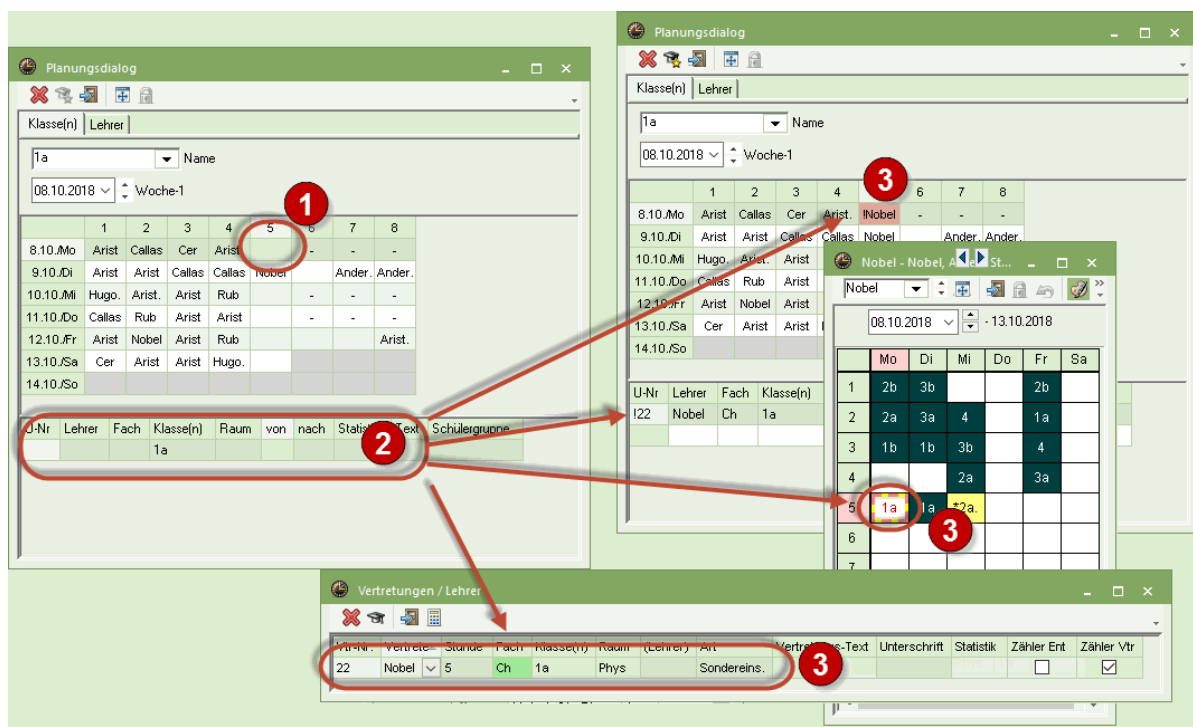 Planungsdialog
Klasse(n) Lehrer
1a Name
08.10.2018 Woche-1
1
1 2 3 4 5 6 7 8
8.10./Mo Arist Callas Cer Arist - - -
9.10./Di Arist Arist Callas Callas Nobel Ander. Ander.
10.10./Mi Hugo. Arist. Arist Rub - - -
11.10./Do Callas Rub Arist Arist - - -
12.10./Fr Arist Nobel Arist Rub Arist.
13.10./Sa Cer Arist Arist Hugo.
14.10./So
U-Nr Lehrer Fach Klasse(n) Raum von nach Statist Text Schülergruppe
1a
2
Planungsdialog
Klasse(n) Lehrer
1a Name
08.10.2018 Woche-1
3
1 2 3 4 6 7 8
8.10./Mo Arist Callas Cer Arist. !Nobel - - -
9.10./Di Arist Arist Callas Callas Nobel Ander. Ander.
10.10./Mi Hugo. Arist. Arist
11.10./Do Callas Rub Arist
12.10./Fr Arist Nobel Arist
13.10./Sa Cer Arist Arist
14.10./So
U-Nr Lehrer Fach Klasse(n)
!22 Nobel Ch 1a
Nobel - Nobel, St...
Nobel
08.10.2018 - 13.10.2018
Mo Di Mi Do Fr Sa
1 2b 3b 2b
2 2a 3a 4 1a
3 1b 1b 3b 4
4 2a 3a
5 1a 1a *2a.
3
6
7
Vertretungen / Lehrer
Vtr-Nr. Vertrete Stunde Fach Klasse(n) Raum (Lehrer) Art Vertretungs-Text Unterschrift Statistik Zähler Ent Zähler Vtr
22 Nobel 5 Ch 1a Phys Sondereins.
3